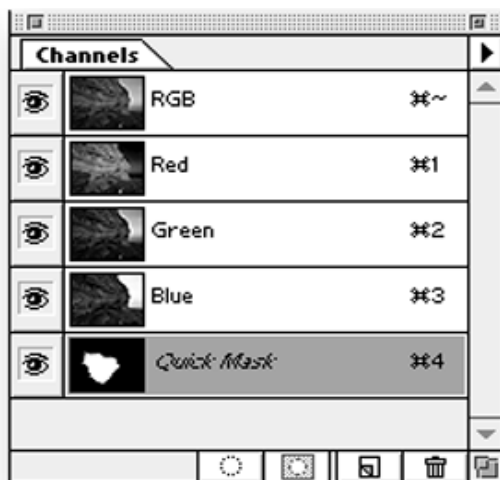 Channels
RGB ⌘~
Red ⌘1
Green ⌘2
Blue ⌘3
Quick Mask ⌘4